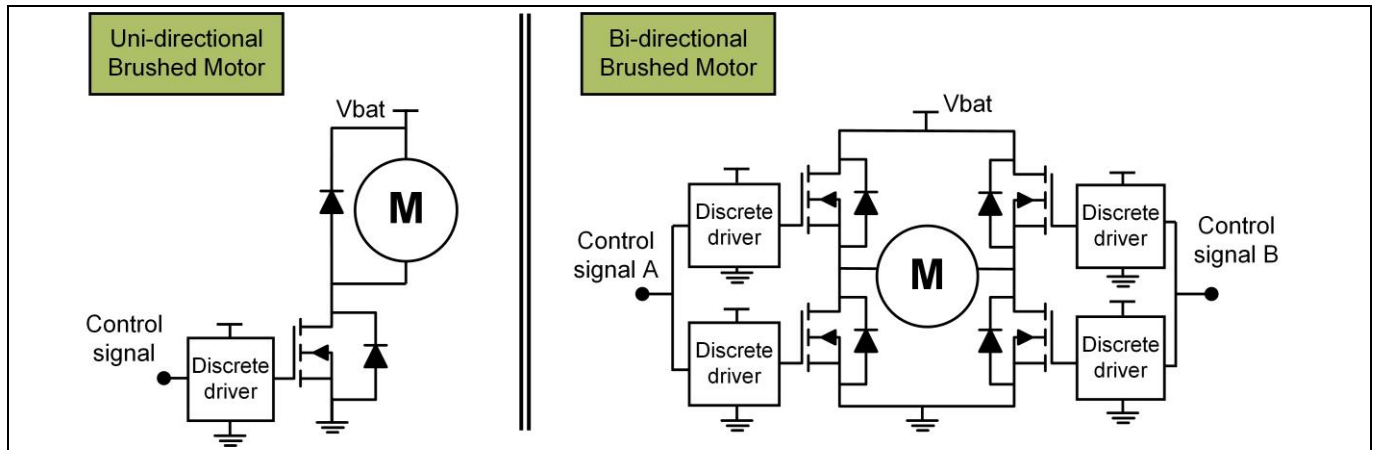 Uni-directional
Brushed Motor
Vbat
M
Control
signal
Discrete
driver
Bi-directional
Brushed Motor
Vbat
Discrete
driver
Discrete
driver
Control
signal A
M
Control
signal B
Discrete
driver
Discrete
driver